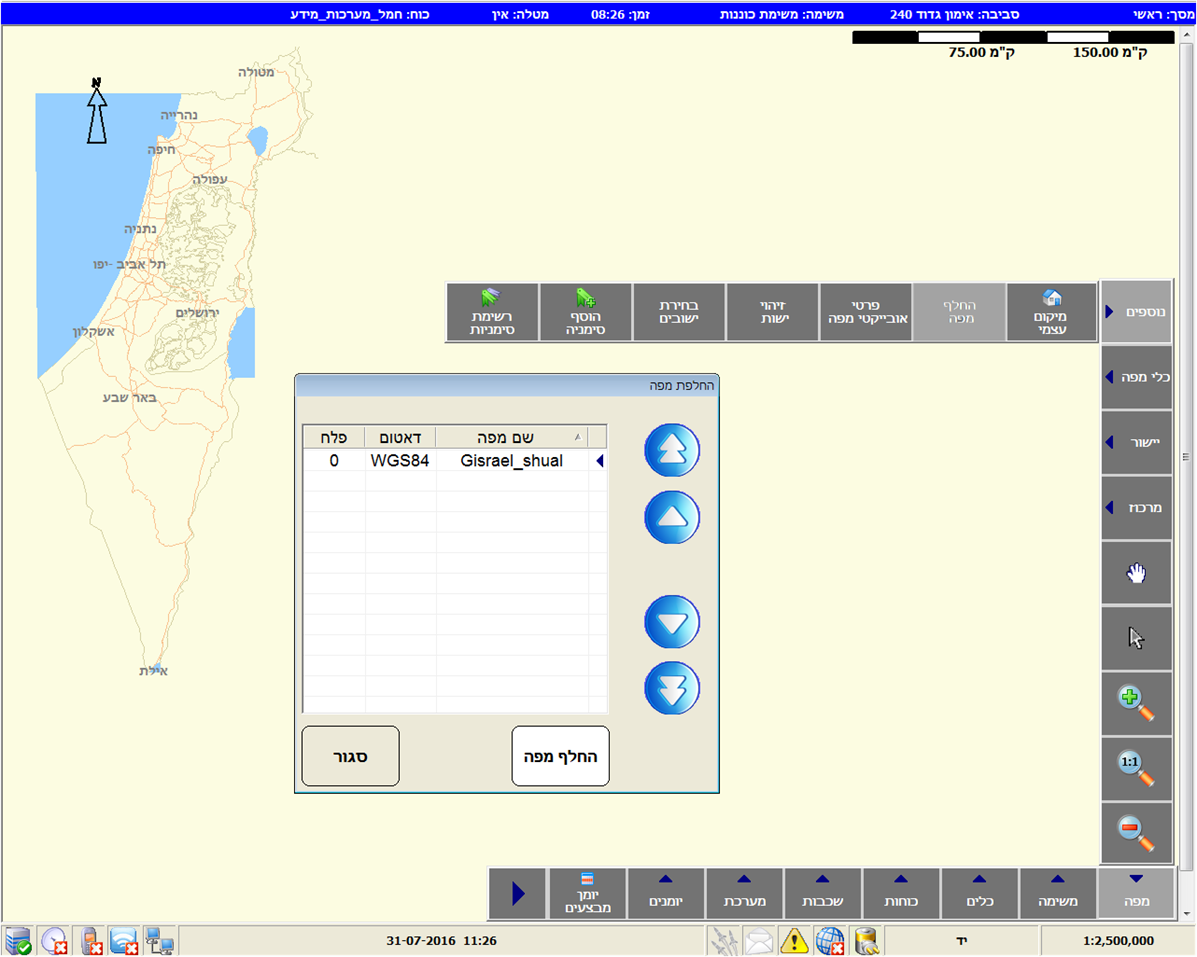 מסך: ראשי
סביבה: אימון גדוד 240
משימה: משימת כוננות
זמן: 08:26
מטלה: אין
כוח: חמל_מערכות_מידע
75.00 ק"מ
150.00 ק"מ
N
מטולה
נהרייה
חיפה
עפולה
נתניה
תל אביב -יפו
ירושלים
אשקלון
באר שבע
אילת
נוספים
מיקום
עצמי
החלף
מפה
פרטי
אובייקטי מפה
זיהוי
ישות
בחירת
ישובים
הוסף
סימניה
רשימת
סימניות
כלי מפה
יישור
מרכוז
1:1
החלפת מפה
שם מפה
דאטום
פלח
Gisrael_shual
WGS84
0
החלף מפה
סגור
מפה
משימה
כלים
כוחות
שכבות
מערכת
יומנים
יומן
מבצעים
1:2,500,000
יד
31-07-2016 11:26